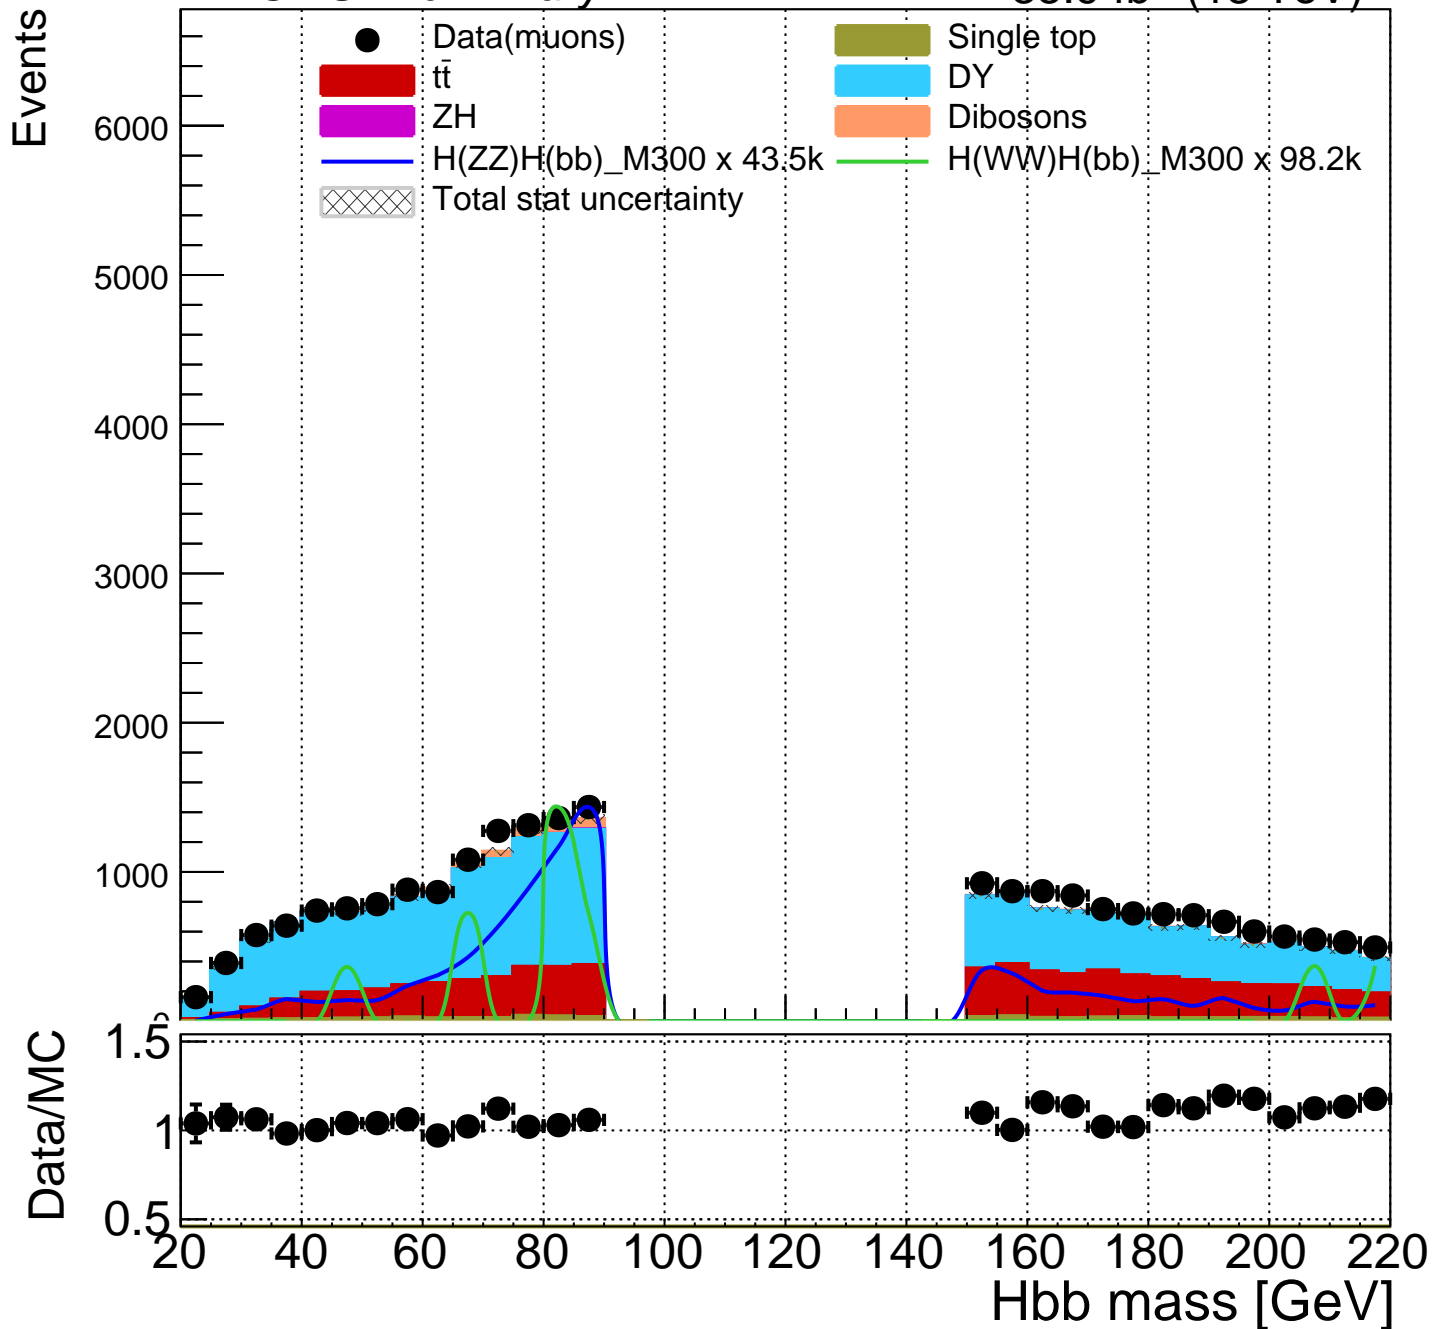 Events
Data(muons)
Single top
tt̄
DY
ZH
Dibosons
H(ZZ)H(bb)_M300 x 43.5k
H(WW)H(bb)_M300 x 98.2k
Total stat uncertainty
6000
5000
4000
3000
2000
1000
0
Data/MC
1.5
1
0.5
20 40 60 80 100 120 140 160 180 200 220
Hbb mass [GeV]